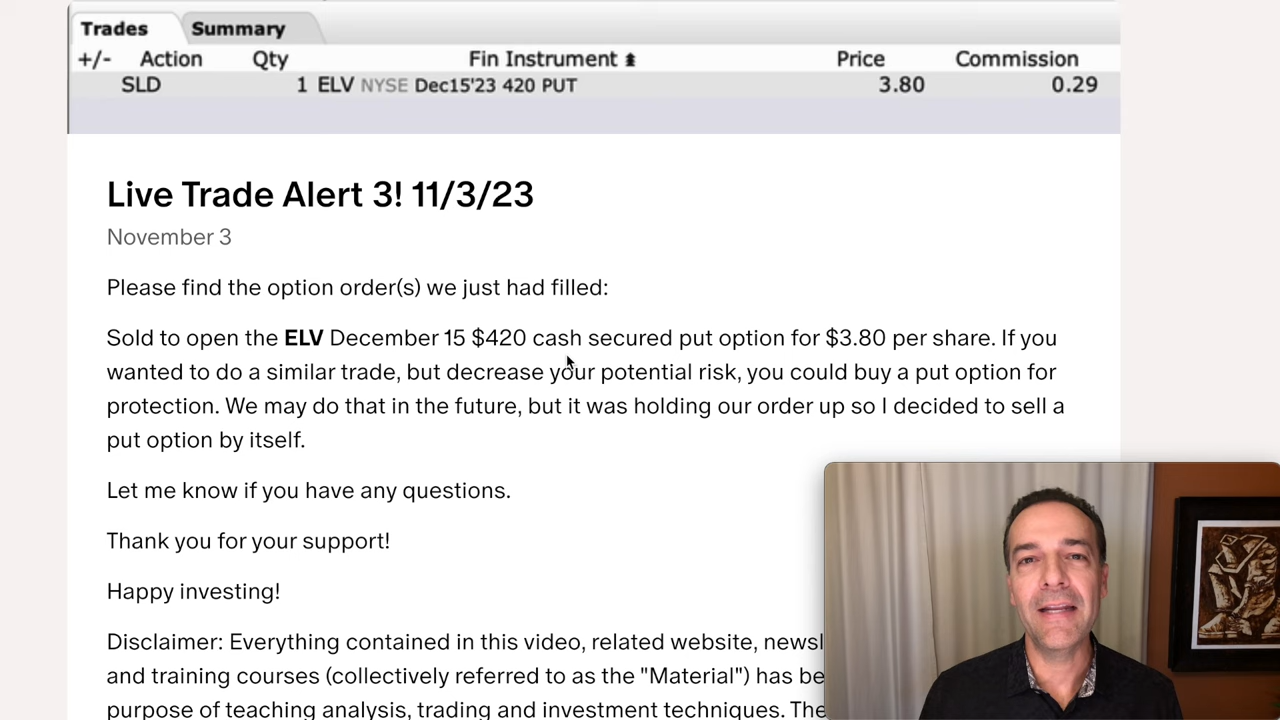 Trades Summary
+/- Action Qty Fin Instrument Price Commission
SLD 1 ELV NYSE Dec15'23 420 PUT 3.80 0.29
Live Trade Alert 3! 11/3/23
November 3
Please find the option order(s) we just had filled:
Sold to open the ELV December 15 $420 cash secured put option for $3.80 per share. If you
wanted to do a similar trade, but decrease your potential risk, you could buy a put option for
protection. We may do that in the future, but it was holding our order up so I decided to sell a
put option by itself.
Let me know if you have any questions.
Thank you for your support!
Happy investing!
Disclaimer: Everything contained in this video, related website, newsl
and training courses (collectively referred to as the "Material") has be
purpose of teaching analysis, trading and investment techniques. The